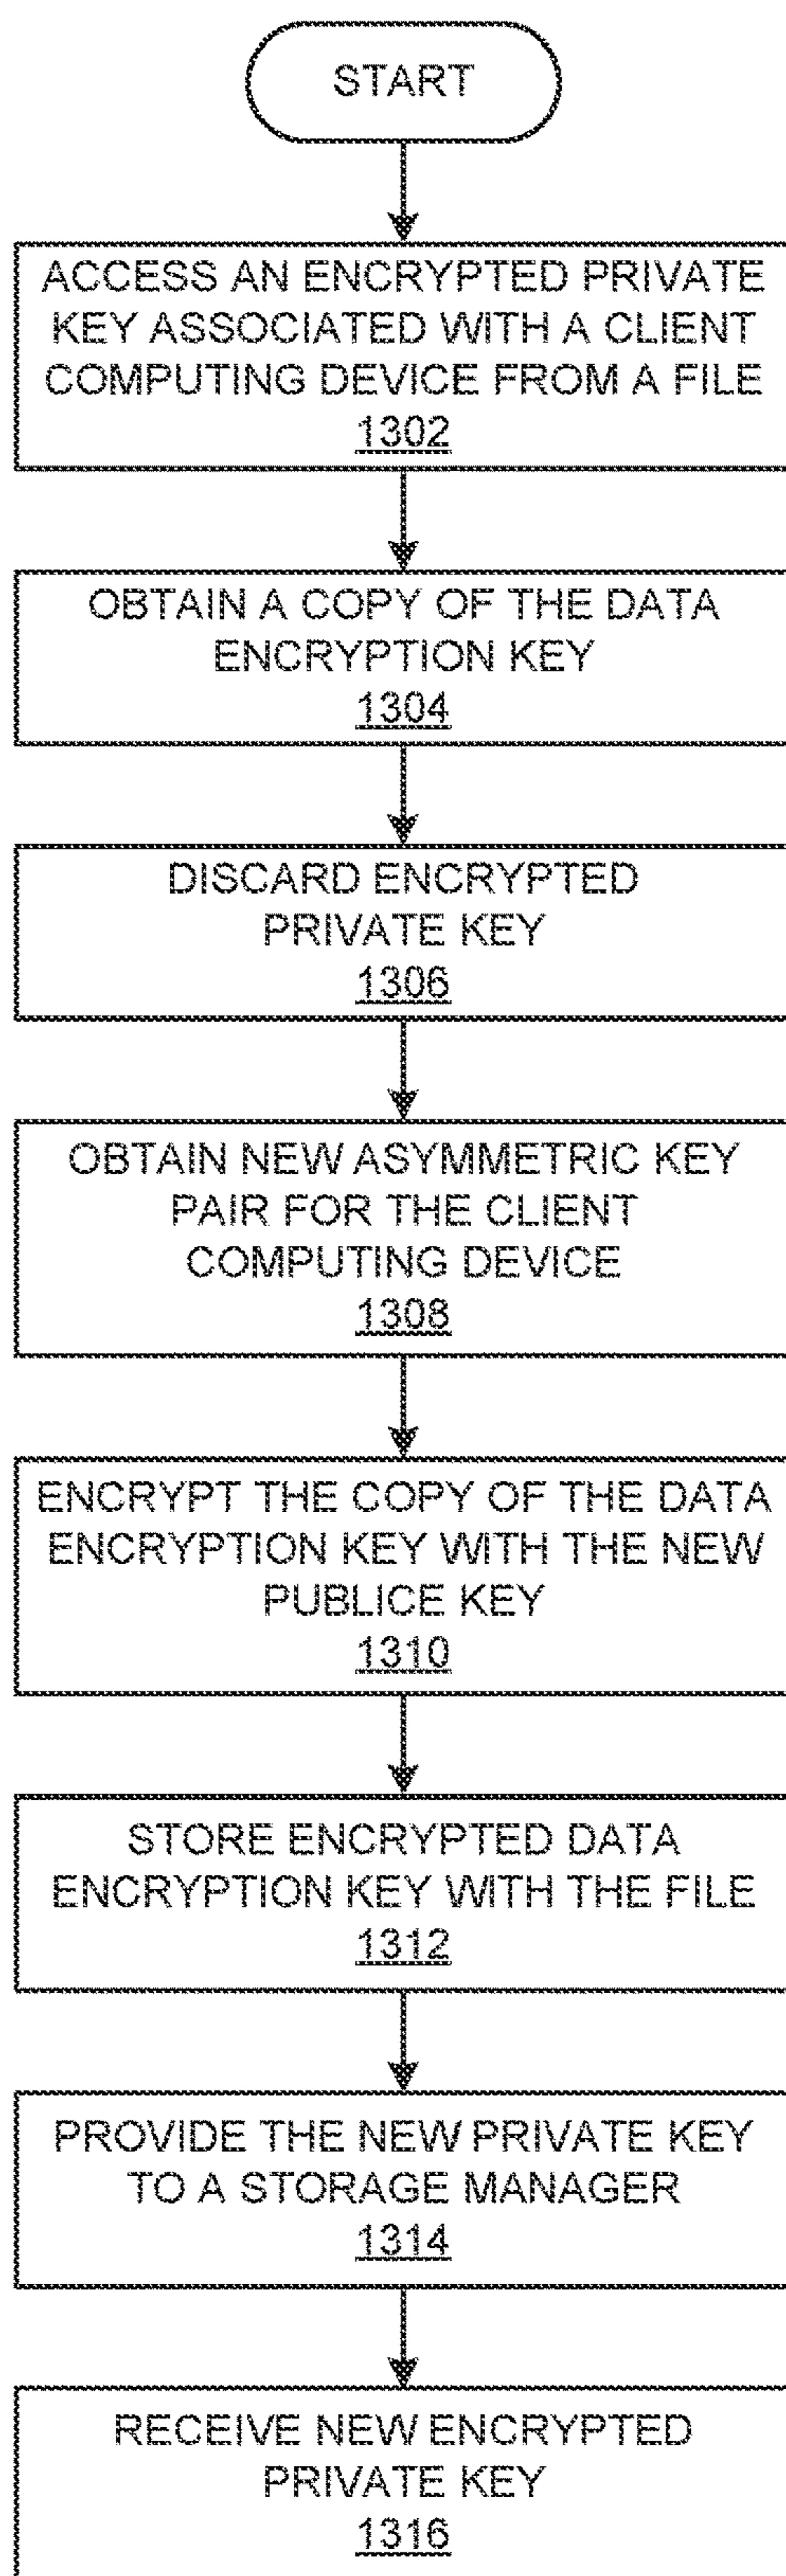 START
ACCESS AN ENCRYPTED PRIVATE
KEY ASSOCIATED WITH A CLIENT
COMPUTING DEVICE FROM A FILE
1302
OBTAIN A COPY OF THE DATA
ENCRYPTION KEY
1304
DISCARD ENCRYPTED
PRIVATE KEY
1306
OBTAIN NEW ASYMMETRIC KEY
PAIR FOR THE CLIENT
COMPUTING DEVICE
1308
ENCRYPT THE COPY OF THE DATA
ENCRYPTION KEY WITH THE NEW
PUBLICE KEY
1310
STORE ENCRYPTED DATA
ENCRYPTION KEY WITH THE FILE
1312
PROVIDE THE NEW PRIVATE KEY
TO A STORAGE MANAGER
1314
RECEIVE NEW ENCRYPTED
PRIVATE KEY
1316